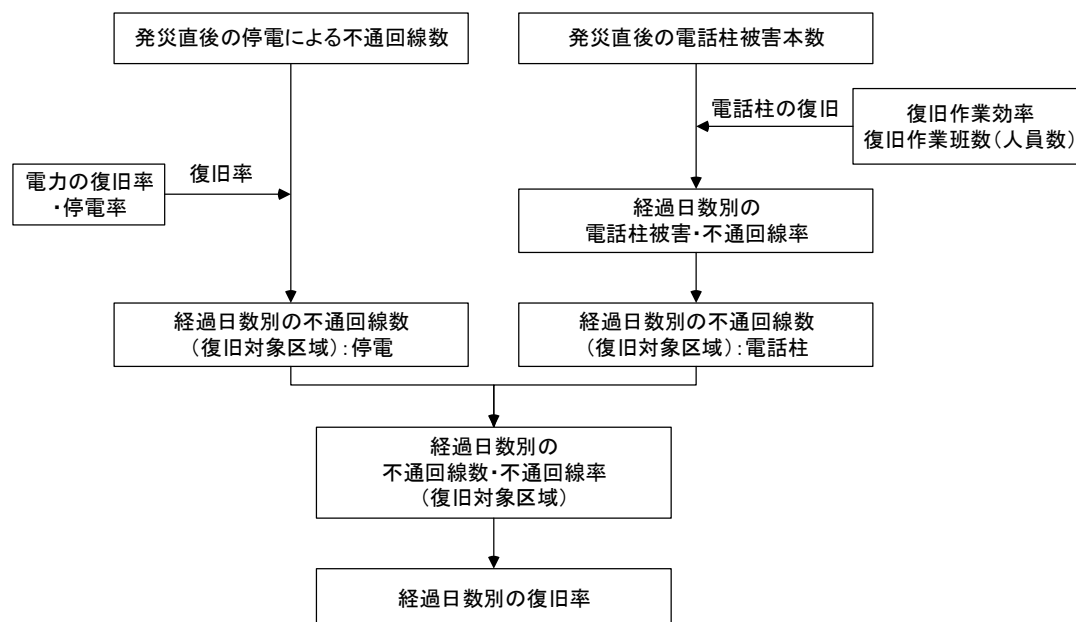 発災直後の停電による不通回線数
発災直後の電話柱被害本数
電話柱の復旧
復旧作業効率
復旧作業班数(人員数)
電力の復旧率
・停電率
復旧率
経過日数別の
電話柱被害・不通回線率
経過日数別の不通回線数
(復旧対象区域):停電
経過日数別の不通回線数
(復旧対象区域):電話柱
経過日数別の
不通回線数・不通回線率
(復旧対象区域)
経過日数別の復旧率